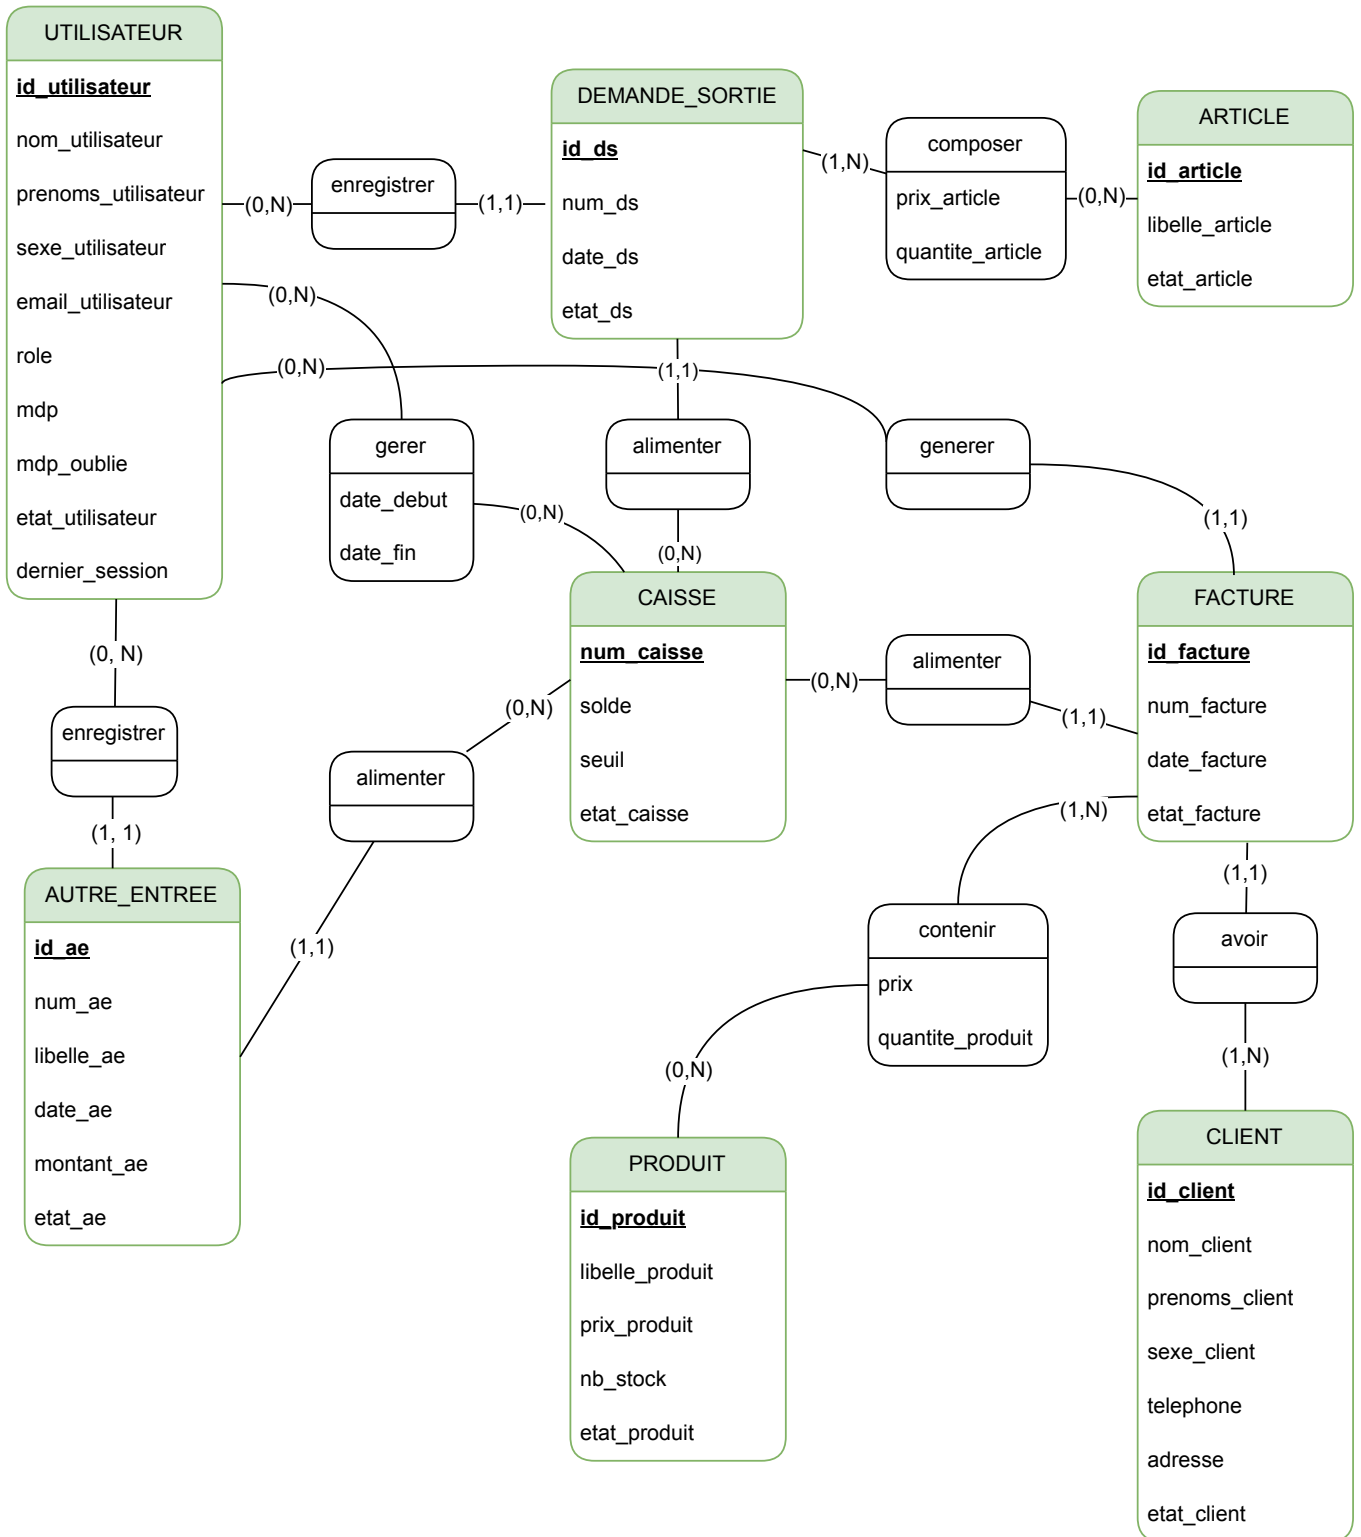 UTILISATEUR
id_utilisateur
nom_utilisateur
prenoms_utilisateur
sexe_utilisateur
email_utilisateur
role
mdp
mdp_oublie
etat_utilisateur
dernier_session
(0,N)
enregistrer
(1,1)
DEMANDE_SORTIE
id_ds
num_ds
date_ds
etat_ds
(1,N)
composer
prix_article
quantite_article
(0,N)
ARTICLE
id_article
libelle_article
etat_article
(0,N)
gerer
date_debut
date_fin
(0,N)
(0,N)
generer
(1,1)
(1,1)
alimenter
(0,N)
CAISSE
num_caisse
solde
seuil
etat_caisse
(0,N)
alimenter
(1,1)
FACTURE
id_facture
num_facture
date_facture
etat_facture
(0, N)
enregistrer
(1, 1)
(0,N)
alimenter
(1,1)
AUTRE_ENTREE
id_ae
num_ae
libelle_ae
date_ae
montant_ae
etat_ae
(1,N)
contenir
prix
quantite_produit
(0,N)
PRODUIT
id_produit
libelle_produit
prix_produit
nb_stock
etat_produit
(1,1)
avoir
(1,N)
CLIENT
id_client
nom_client
prenoms_client
sexe_client
telephone
adresse
etat_client